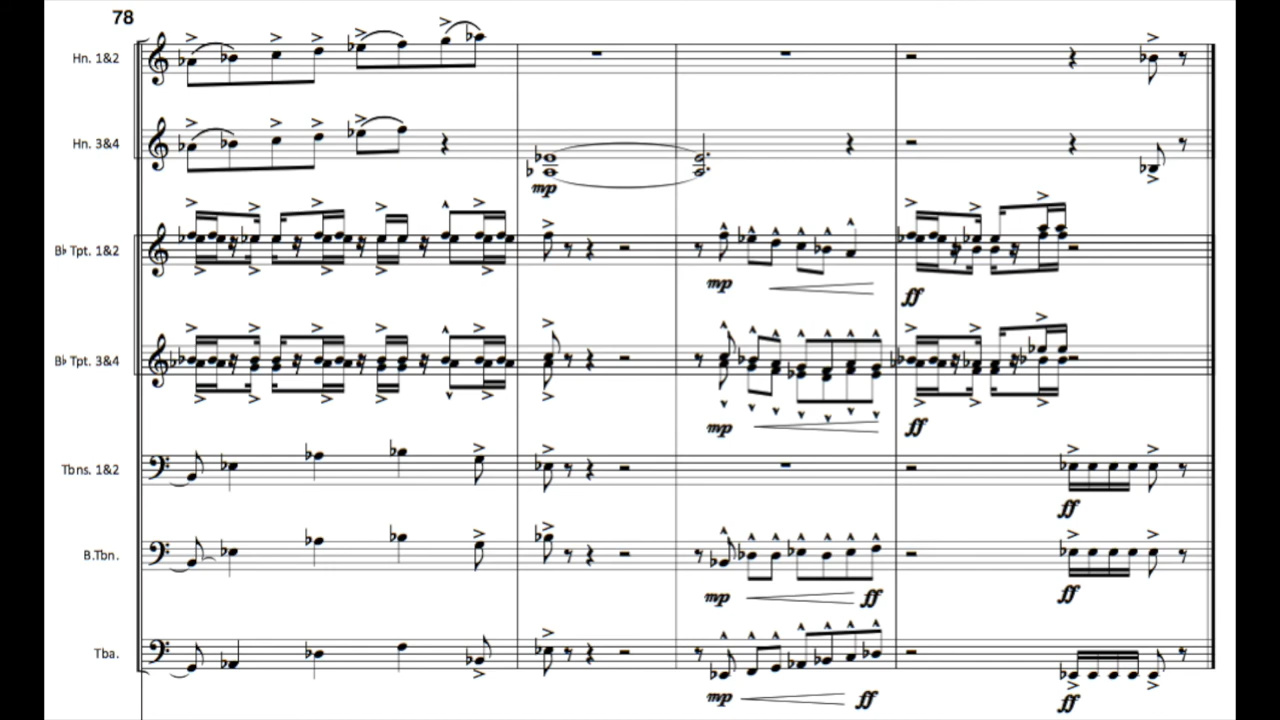 78
Hn. 1&2
Hn. 3&4
mp
B♭ Tpt. 1&2
mp ff
B♭ Tpt. 3&4
mp ff
Tbns. 1&2
ff
B.Tbn.
mp ff ff
Tba.
mp ff ff